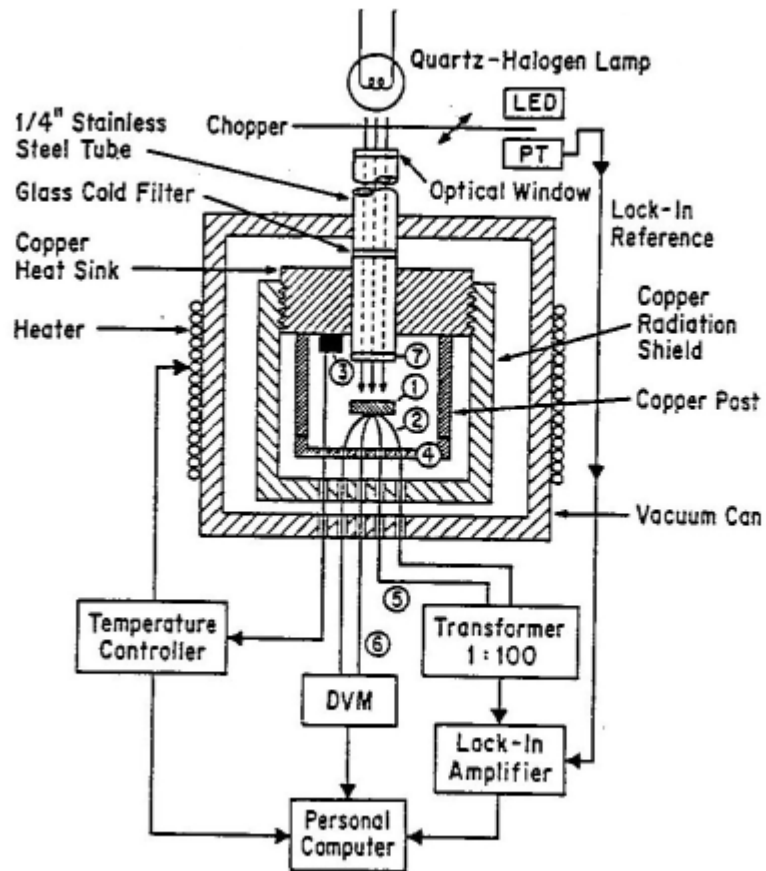 Quartz-Halogen Lamp
LED
Chopper
PT
1/4" Stainless
Steel Tube
Optical Window
Glass Cold Filter
Lock-In
Reference
Copper
Heat Sink
Heater
Copper
Radiation
Shield
7
3
1
2
Copper Post
4
Vacuum Can
5
6
Temperature
Controller
Transformer
1:100
DVM
Lock-In
Amplifier
Personal
Computer